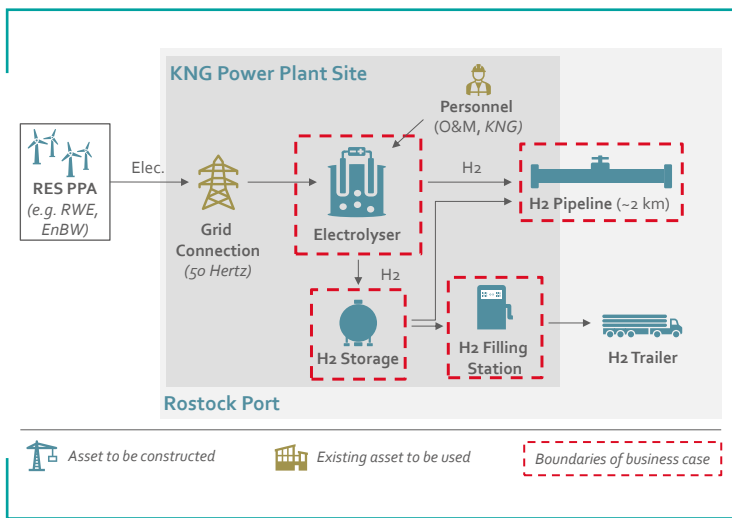 KNG Power Plant Site
Personnel
(O&M, KNG)
RES PPA
(e.g. RWE,
EnBW)
Elec.
Grid
Connection
(50 Hertz)
Electrolyser
H2
H2 Pipeline (~2 km)
H2
H2 Storage
H2 Filling
Station
H2 Trailer
Rostock Port
Asset to be constructed
Existing asset to be used
Boundaries of business case